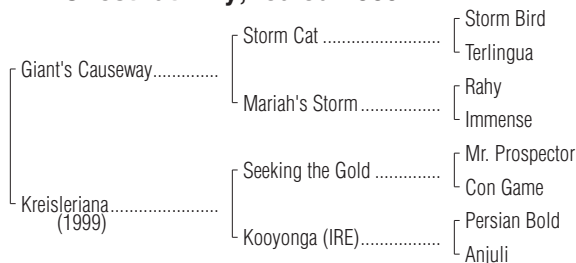 Storm Bird
Storm Cat ........................
Terlingua
Giant's Causeway..............
Rahy
Mariah's Storm .................
Immense
Mr. Prospector
Seeking the Gold ..............
Con Game
Kreisleriana.......................
(1999)
Persian Bold
Kooyonga (IRE).................
Anjuli